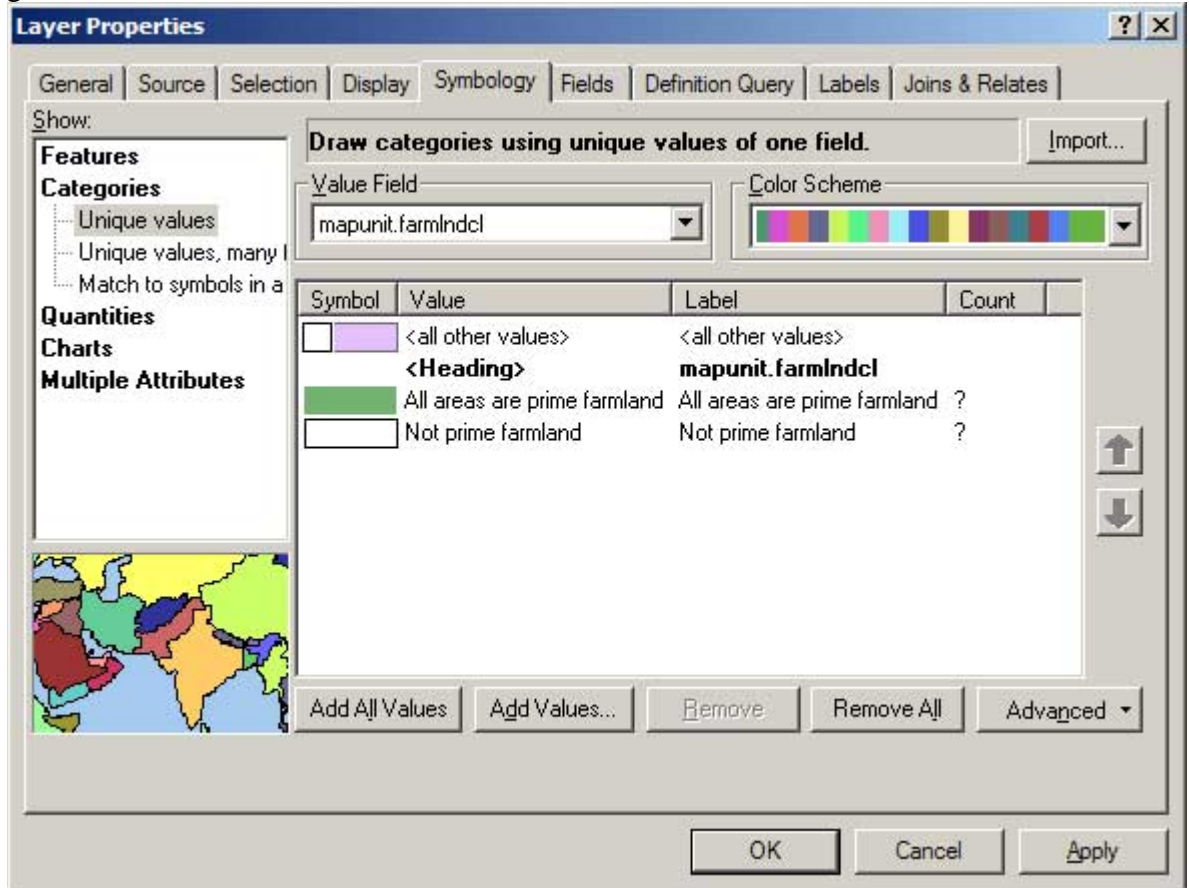 Layer Properties
? X
General Source Selection Display Symbology Fields Definition Query Labels Joins & Relates
Show:
Features
Categories
Unique values
Unique values, many
Match to symbols in a
Quantities
Charts
Multiple Attributes
Draw categories using unique values of one field.
Import...
Value Field
mapunit.farmlndcl
Color Scheme
Symbol Value Label Count
<all other values> <all other values>
<Heading> mapunit.farmlndcl
All areas are prime farmland All areas are prime farmland ?
Not prime farmland Not prime farmland ?
Add All Values Add Values... Remove Remove All Advanced
OK Cancel Apply